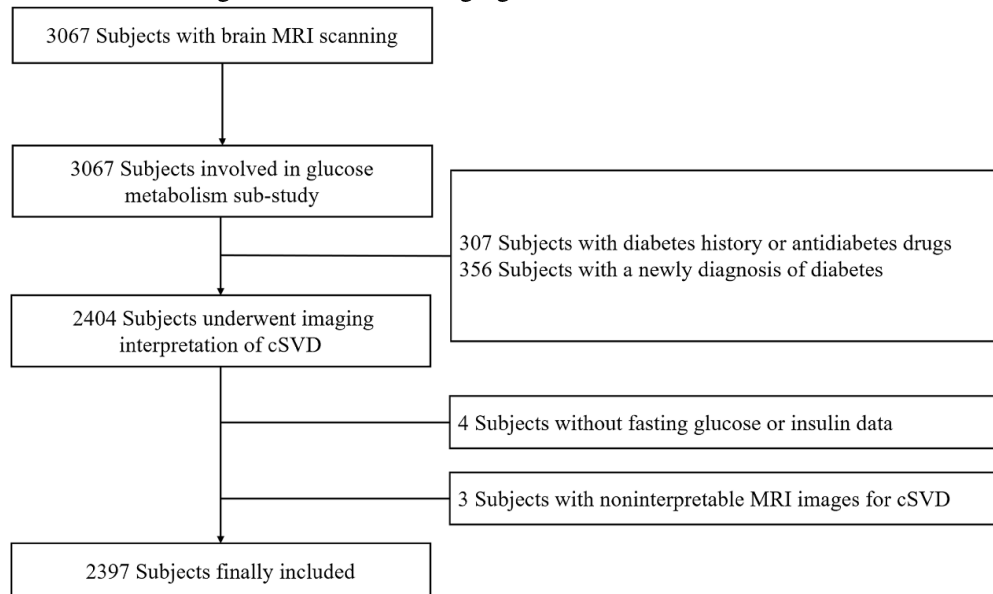 3067 Subjects with brain MRI scanning
3067 Subjects involved in glucose
metabolism sub-study
307 Subjects with diabetes history or antidiabetes drugs
356 Subjects with a newly diagnosis of diabetes
2404 Subjects underwent imaging
interpretation of cSVD
4 Subjects without fasting glucose or insulin data
3 Subjects with noninterpretable MRI images for cSVD
2397 Subjects finally included